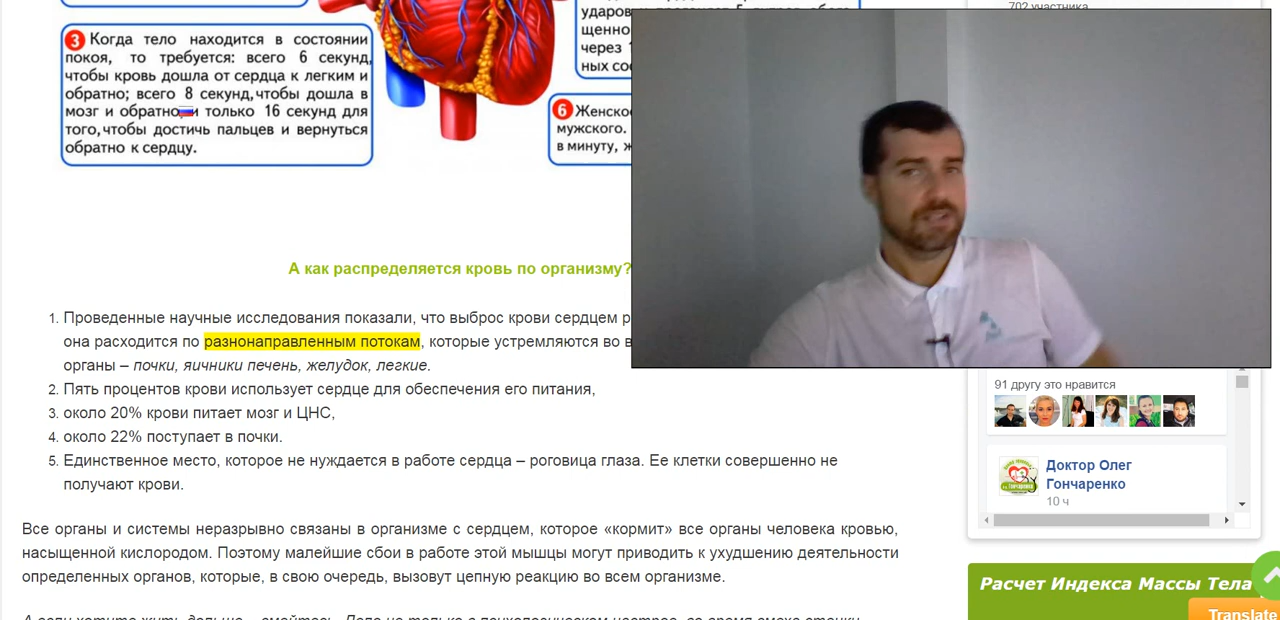 3 Когда тело находится в состоянии
покоя, то требуется: всего 6 секунд,
чтобы кровь дошла от сердца к легким и
обратно; всего 8 секунд, чтобы дошла в
мозг и обратно и только 16 секунд для
того, чтобы достичь пальцев и вернуться
обратно к сердцу.
щенно
через
ных со
6 Женско
мужского.
в минуту, ж
702 участника
А как распределяется кровь по организму?
1. Проведенные научные исследования показали, что выброс крови сердцем р
она расходится по разнонаправленным потокам, которые устремляются во в
органы – почки, яичники печень, желудок, легкие.
2. Пять процентов крови использует сердце для обеспечения его питания,
3. около 20% крови питает мозг и ЦНС,
4. около 22% поступает в почки.
5. Единственное место, которое не нуждается в работе сердца – роговица глаза. Ее клетки совершенно не
получают крови.
Все органы и системы неразрывно связаны в организме с сердцем, которое «кормит» все органы человека кровью,
насыщенной кислородом. Поэтому малейшие сбои в работе этой мышцы могут приводить к ухудшению деятельности
определенных органов, которые, в свою очередь, вызовут цепную реакцию во всем организме.
91 другу это нравится
Доктор Олег
Гончаренко
10 ч
Расчет Индекса Массы Тела
Translate